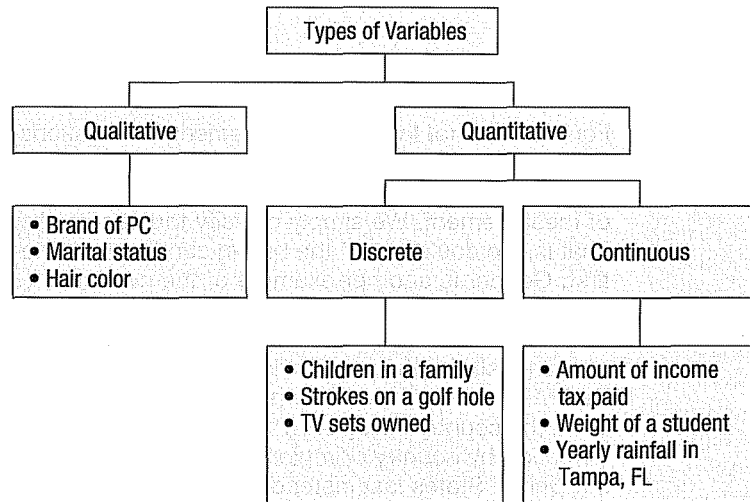 Types of Variables
Qualitative
Quantitative
• Brand of PC
• Marital status
• Hair color
Discrete
Continuous
• Children in a family
• Strokes on a golf hole
• TV sets owned
• Amount of income
tax paid
• Weight of a student
• Yearly rainfall in
Tampa, FL